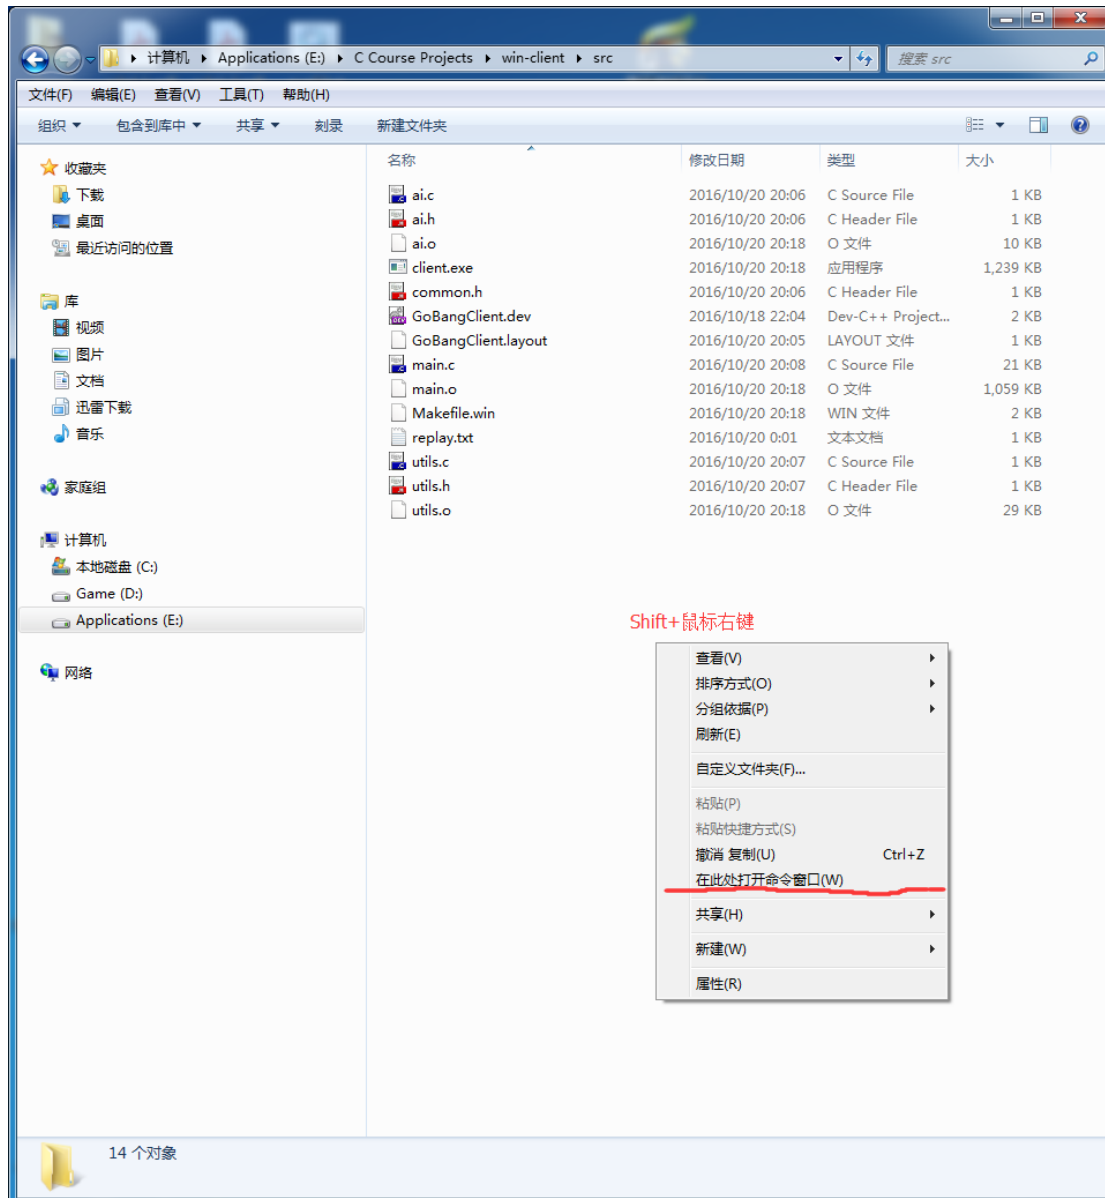 计算机 Applications (E:) C Course Projects win-client src 搜索 src
文件(F) 编辑(E) 查看(V) 工具(T) 帮助(H)
组织 包含到库中 共享 刻录 新建文件夹
收藏夹
下载
桌面
最近访问的位置
库
视频
图片
文档
迅雷下载
音乐
家庭组
计算机
本地磁盘 (C:)
Game (D:)
Applications (E:)
网络
名称 修改日期 类型 大小
ai.c 2016/10/20 20:06 C Source File 1 KB
ai.h 2016/10/20 20:06 C Header File 1 KB
ai.o 2016/10/20 20:18 O 文件 10 KB
client.exe 2016/10/20 20:18 应用程序 1,239 KB
common.h 2016/10/20 20:06 C Header File 1 KB
GoBangClient.dev 2016/10/18 22:04 Dev-C++ Project... 2 KB
GoBangClient.layout 2016/10/20 20:05 LAYOUT 文件 1 KB
main.c 2016/10/20 20:08 C Source File 21 KB
main.o 2016/10/20 20:18 O 文件 1,059 KB
Makefile.win 2016/10/20 20:18 WIN 文件 2 KB
replay.txt 2016/10/20 0:01 文本文档 1 KB
utils.c 2016/10/20 20:07 C Source File 1 KB
utils.h 2016/10/20 20:07 C Header File 1 KB
utils.o 2016/10/20 20:18 O 文件 29 KB
Shift+鼠标右键
查看(V)
排序方式(O)
分组依据(P)
刷新(E)
自定义文件夹(F)...
粘贴(P)
粘贴快捷方式(S)
撤消 复制(U) Ctrl+Z
在此处打开命令窗口(W)
共享(H)
新建(W)
属性(R)
14 个对象